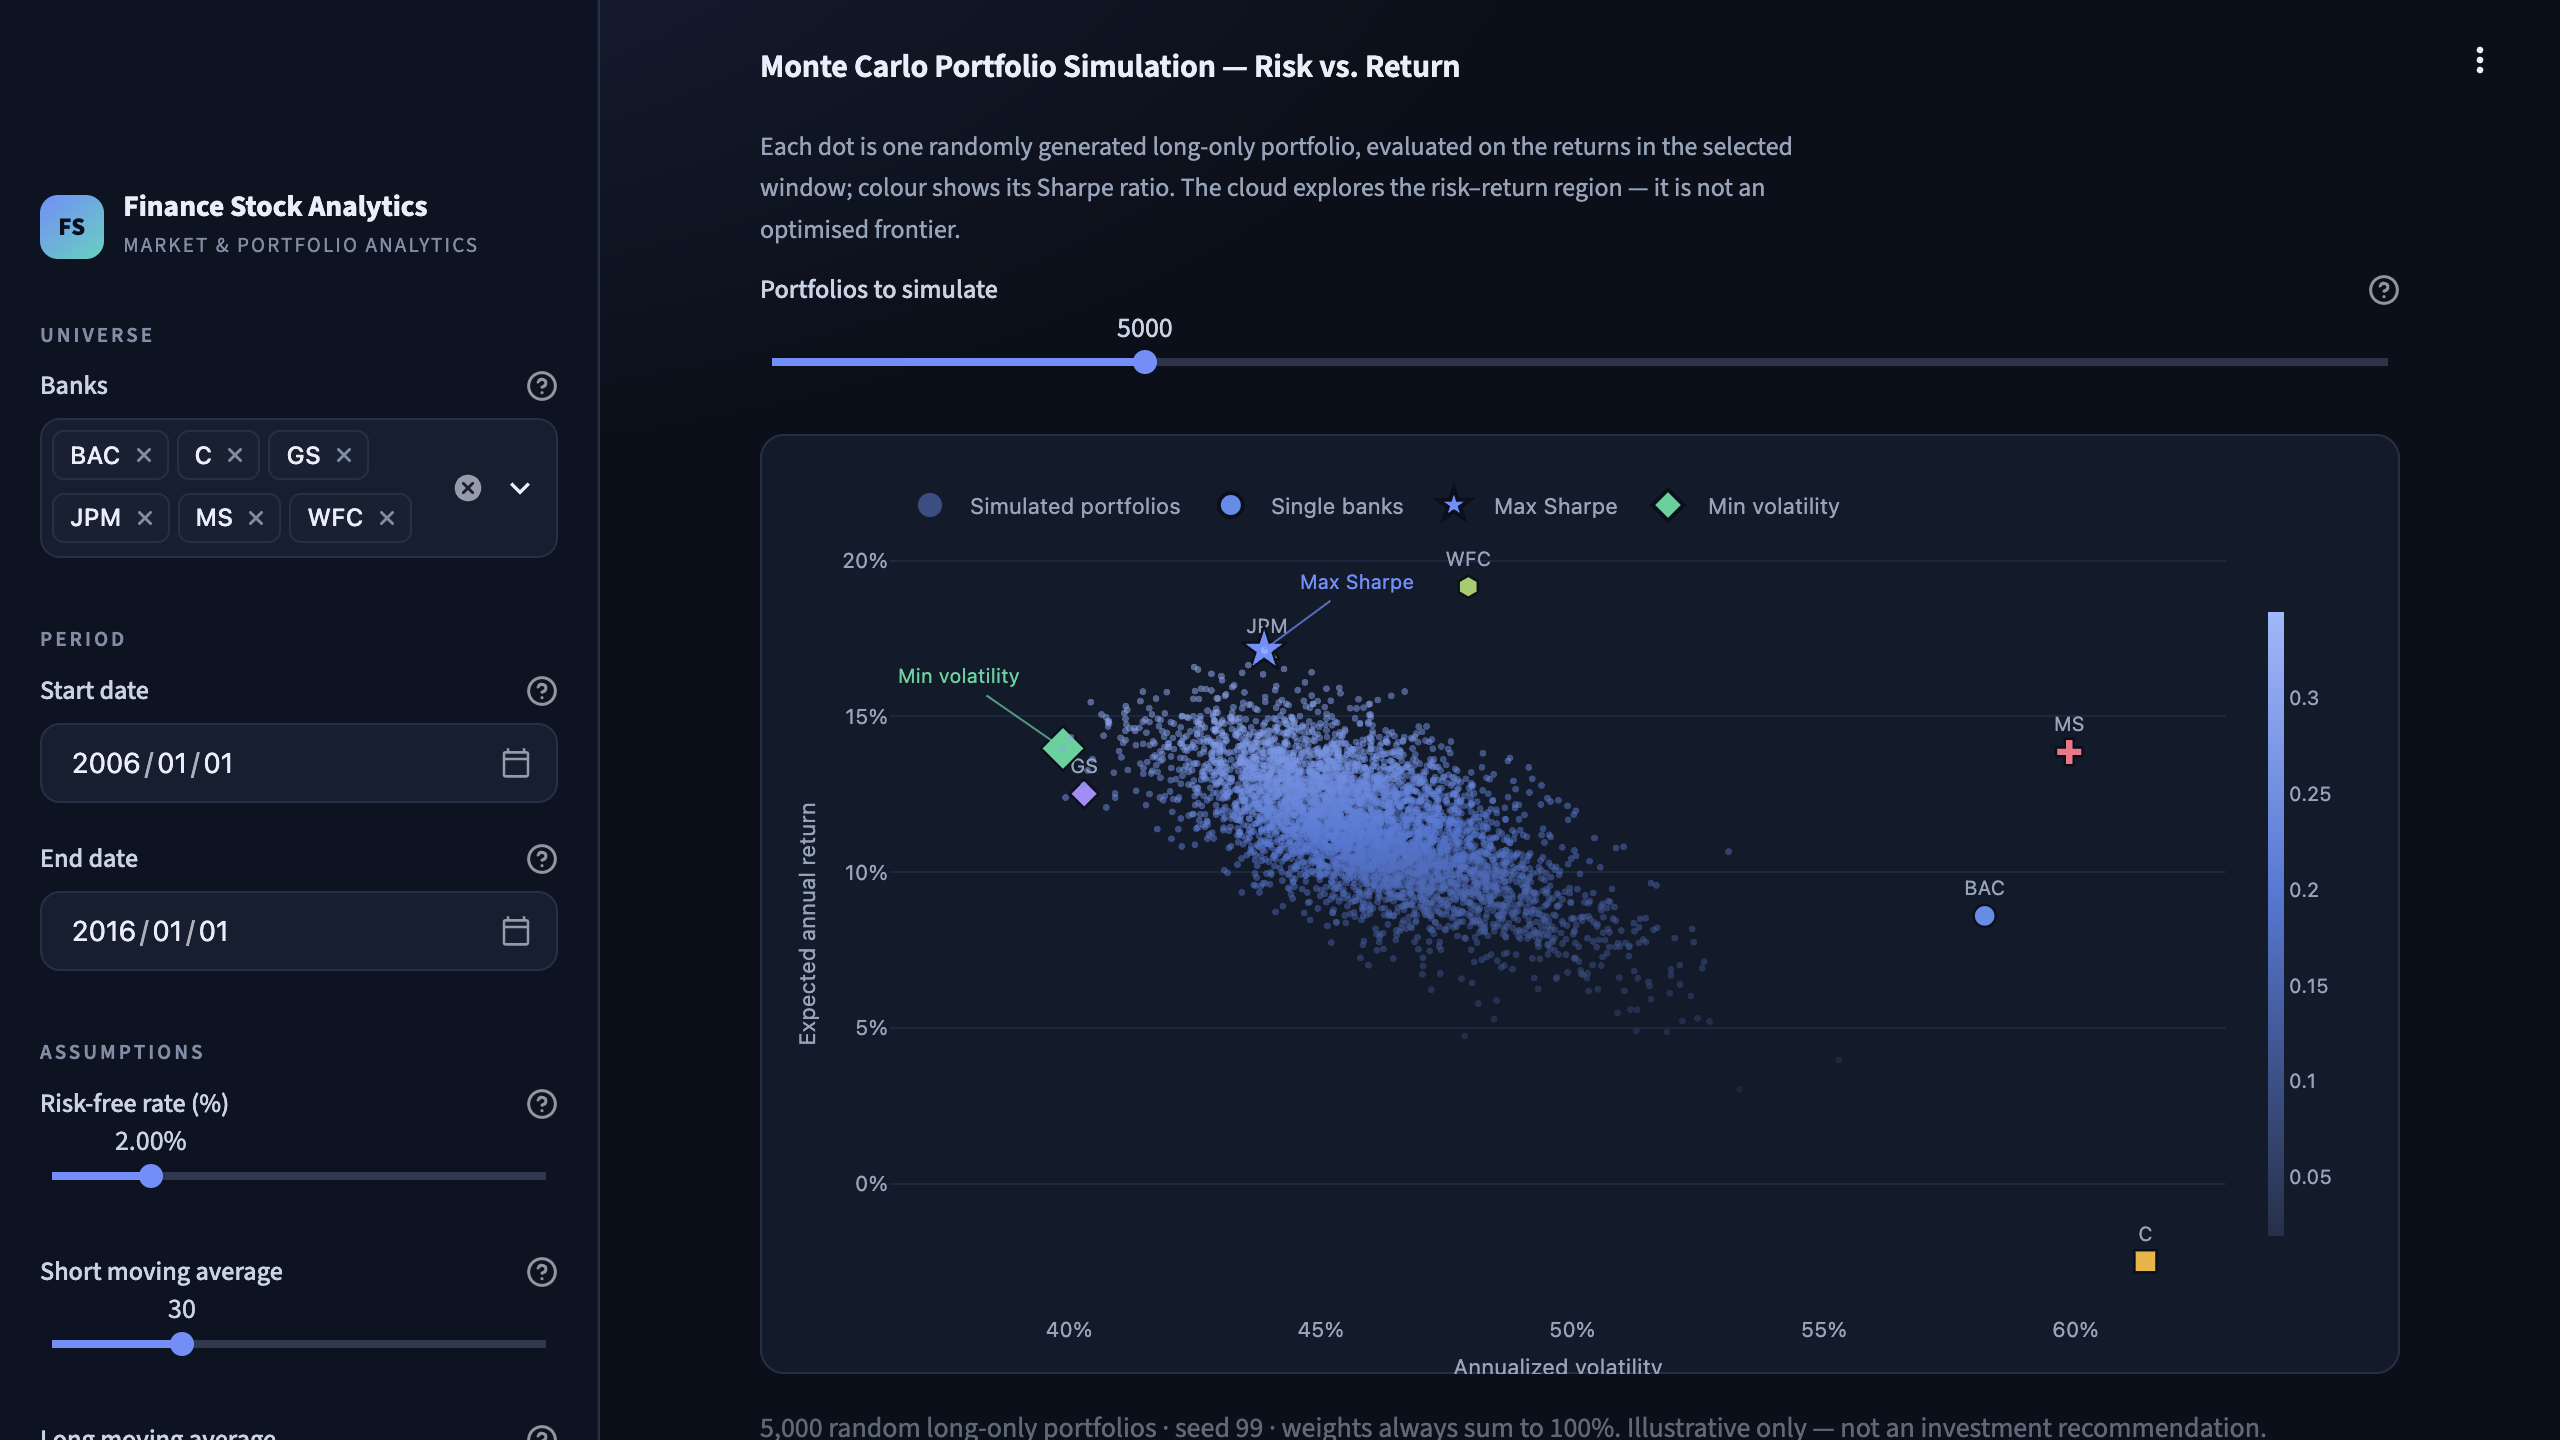 FS
Finance Stock Analytics
MARKET & PORTFOLIO ANALYTICS
UNIVERSE
Banks
BAC
C
GS
JPM
MS
WFC
PERIOD
Start date
2006/01/01
End date
2016/01/01
ASSUMPTIONS
Risk-free rate (%)
2.00%
Short moving average
30
Long moving average
Monte Carlo Portfolio Simulation — Risk vs. Return
Each dot is one randomly generated long-only portfolio, evaluated on the returns in the selected
window; colour shows its Sharpe ratio. The cloud explores the risk–return region — it is not an
optimised frontier.
Portfolios to simulate
5000
Simulated portfolios
Single banks
Max Sharpe
Min volatility
20%
15%
10%
5%
0%
Expected annual return
WFC
Max Sharpe
JPM
Min volatility
GS
MS
BAC
C
0.3
0.25
0.2
0.15
0.1
0.05
40%
45%
50%
55%
60%
Annualized volatility
5,000 random long-only portfolios · seed 99 · weights always sum to 100%. Illustrative only — not an investment recommendation.